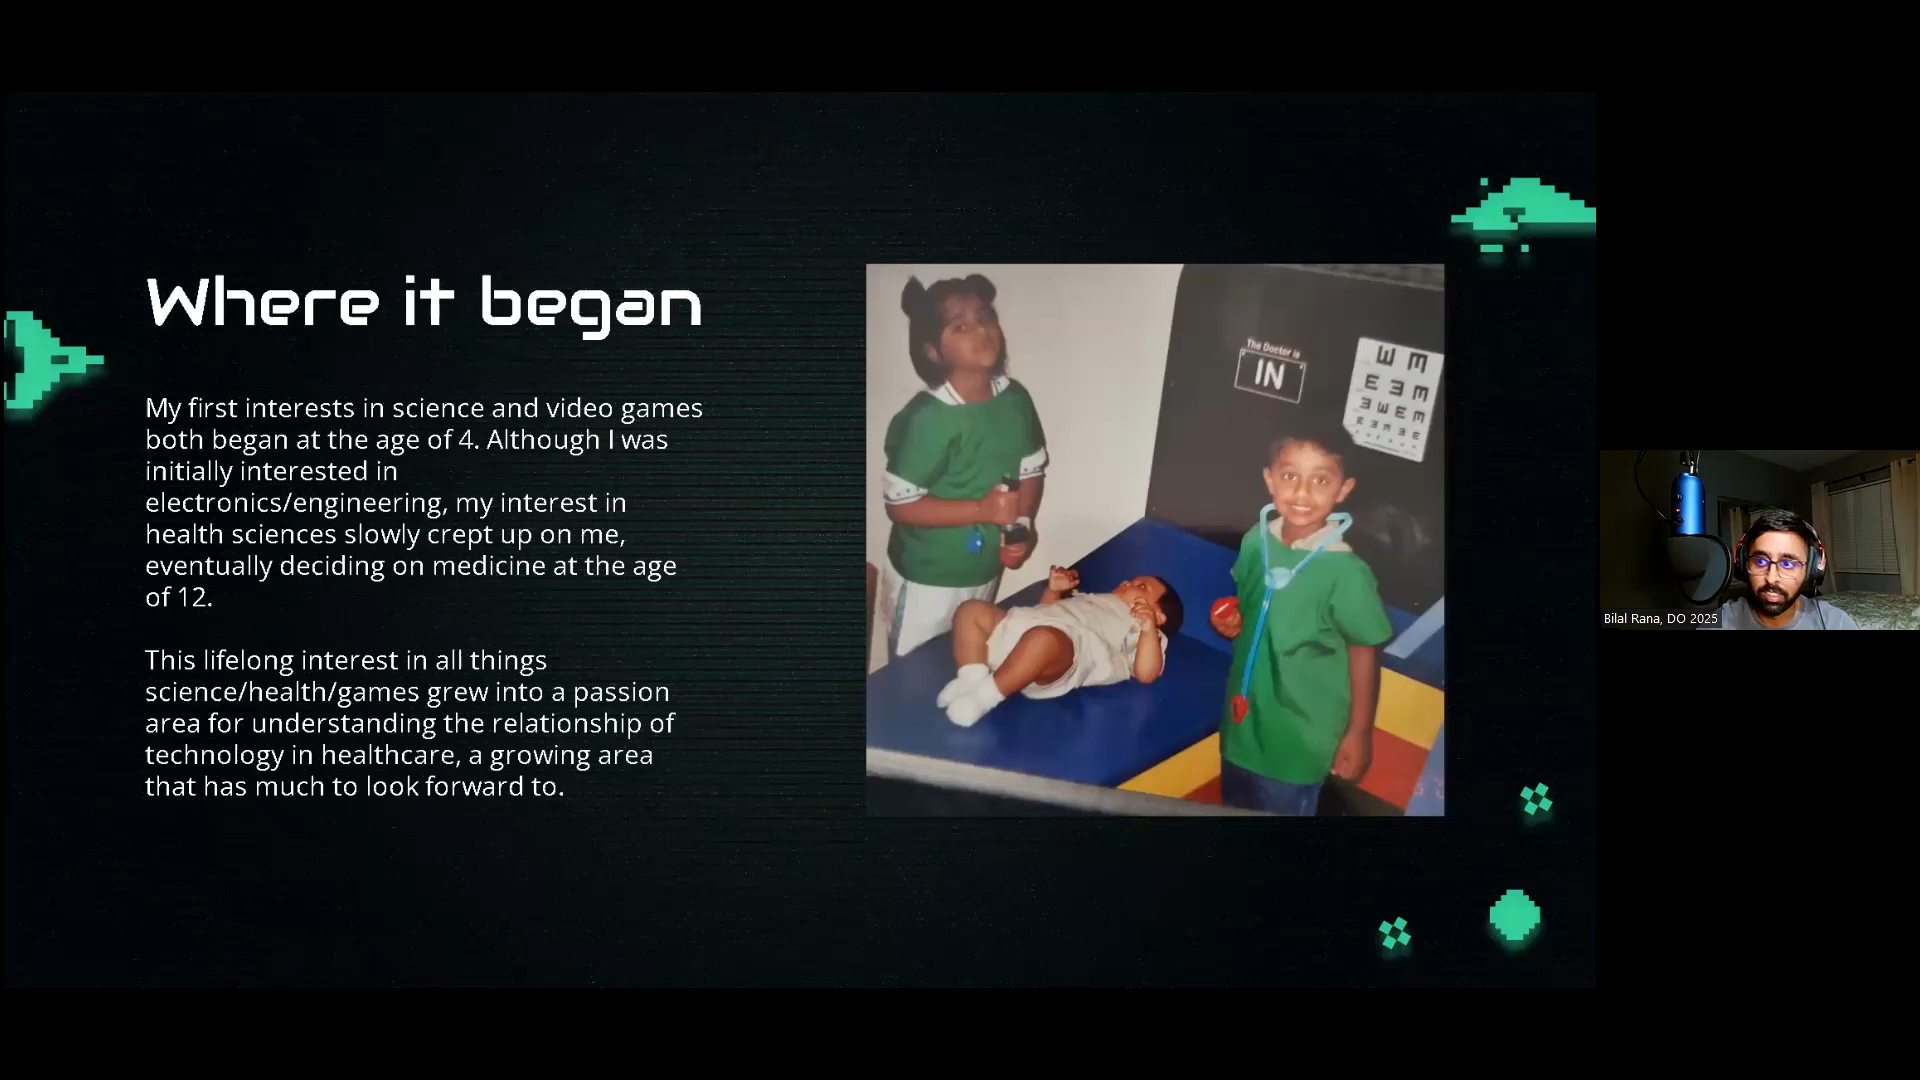 Where it began
My first interests in science and video games
both began at the age of 4. Although I was
initially interested in
electronics/engineering, my interest in
health sciences slowly crept up on me,
eventually deciding on medicine at the age
of 12.
This lifelong interest in all things
science/health/games grew into a passion
area for understanding the relationship of
technology in healthcare, a growing area
that has much to look forward to.
The Doctor is
IN
Bilal Rana, DO 2025